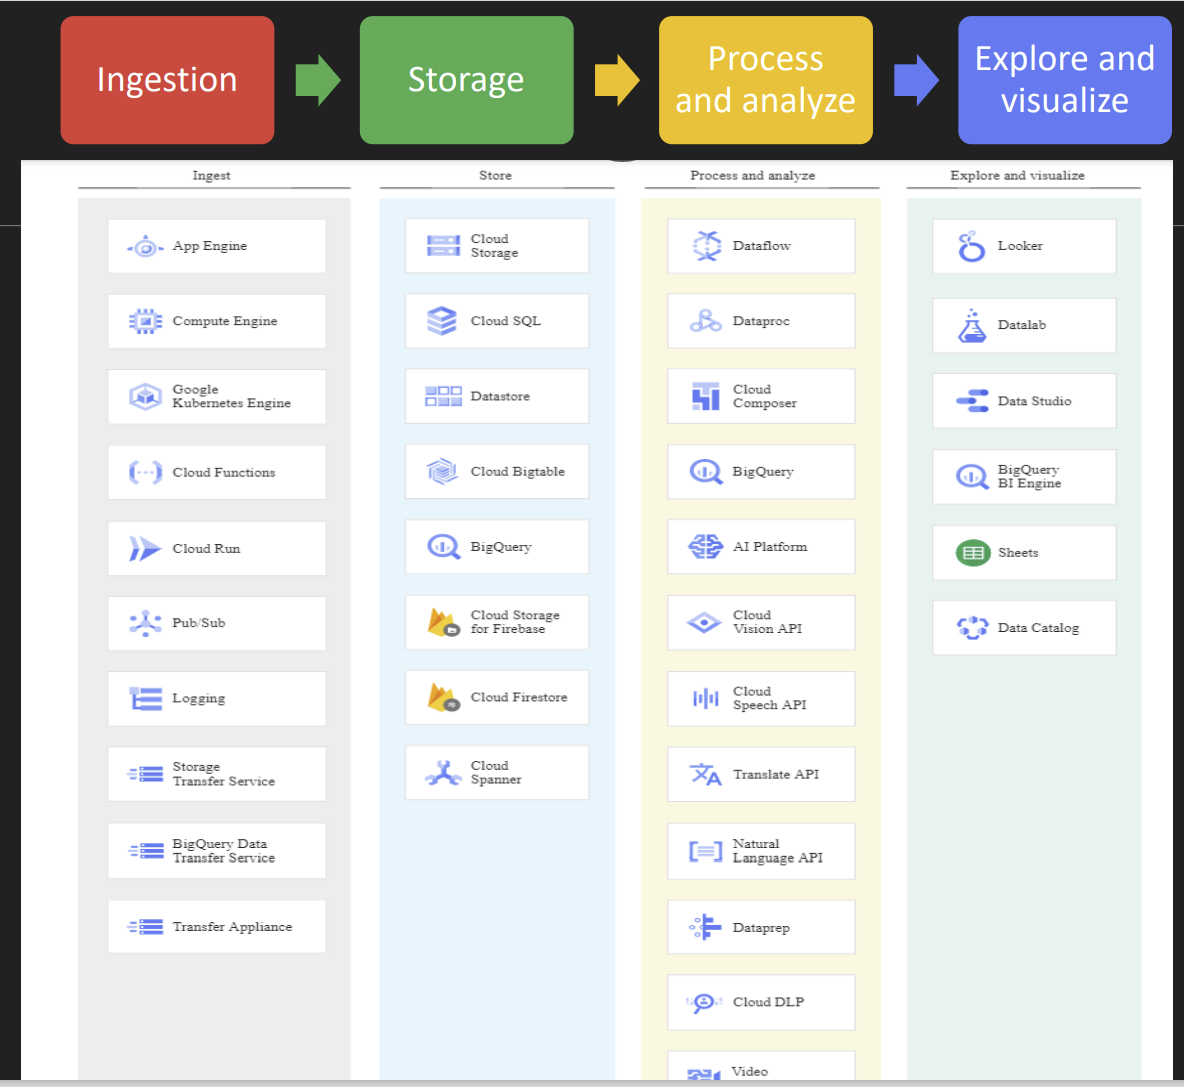 Ingestion
Storage
Process
and analyze
Explore and
visualize
Ingest
App Engine
Compute Engine
Google
Kubernetes Engine
Cloud Functions
Cloud Run
Pub/Sub
Logging
Storage
Transfer Service
BigQuery Data
Transfer Service
Transfer Appliance
Store
Cloud
Storage
Cloud SQL
Datastore
Cloud Bigtable
BigQuery
Cloud Storage
for Firebase
Cloud Firestore
Cloud
Spanner
Process and analyze
Dataflow
Dataproc
Cloud
Composer
BigQuery
AI Platform
Cloud
Vision API
Cloud
Speech API
Translate API
Natural
Language API
Dataprep
Cloud DLP
Video
Explore and visualize
Looker
Datalab
Data Studio
BigQuery
BI Engine
Sheets
Data Catalog